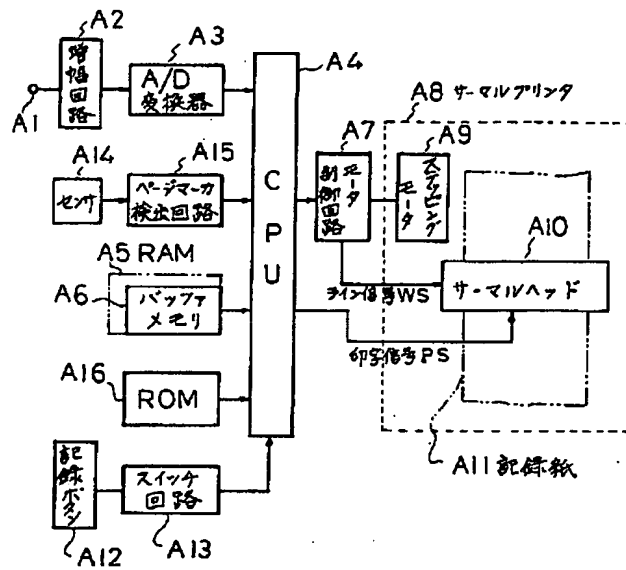 A2
増幅
回路
A1
A3
A/D
変換器
A4
C
P
U
A14
センサ
A15
ページマーカ
検出回路
A5 RAM
A6
バッファ
メモリ
A16
ROM
記録ボタン
A12
スイッチ
回路
A13
A7
モータ
制御回路
A8 サーマルプリンタ
A9
ステッピング
モータ
A10
サーマルヘッド
ライン信号WS
印字信号PS
A11 記録紙